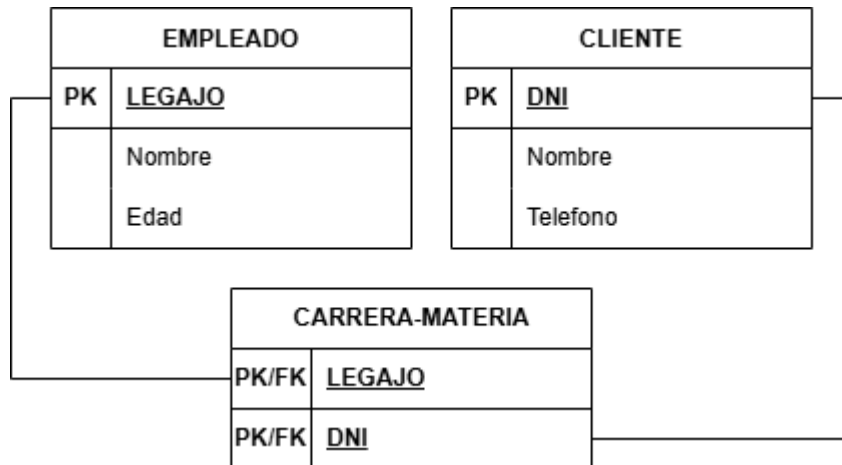 EMPLEADO
PK LEGAJO
Nombre
Edad
CLIENTE
PK DNI
Nombre
Telefono
CARRERA-MATERIA
PK/FK LEGAJO
PK/FK DNI